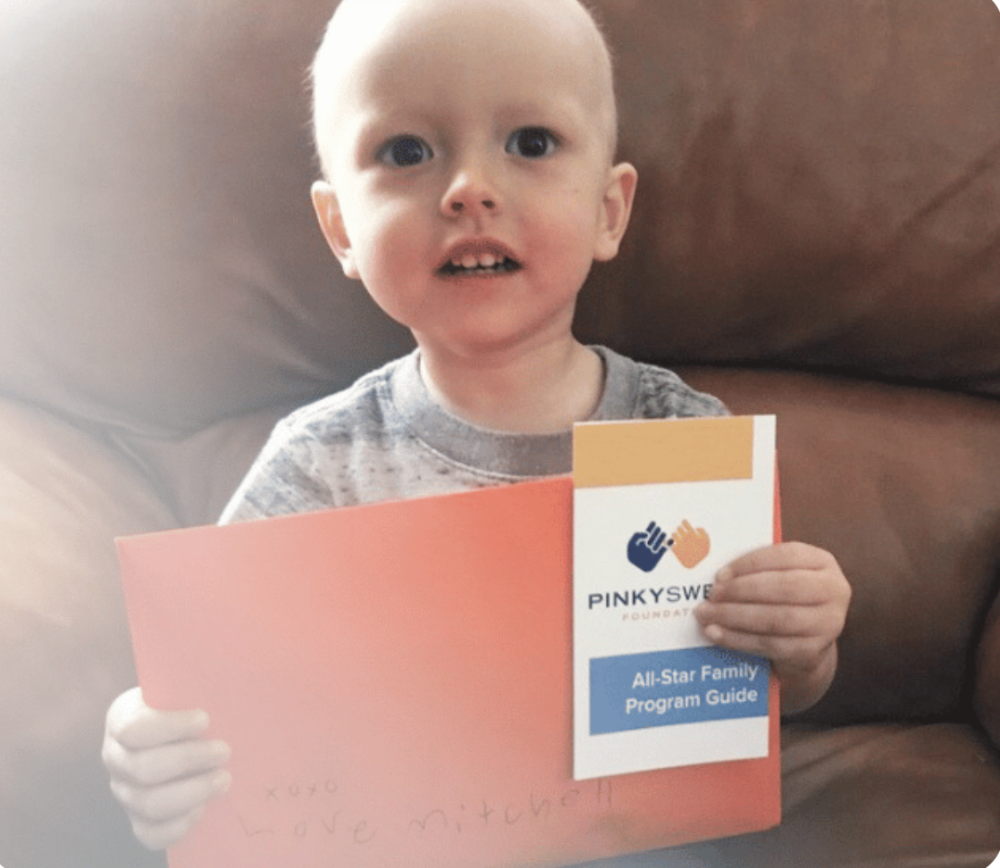 PINKYSWE
FOUNDAT
All-Star Family
Program Guide
xoxo
Love mitchell